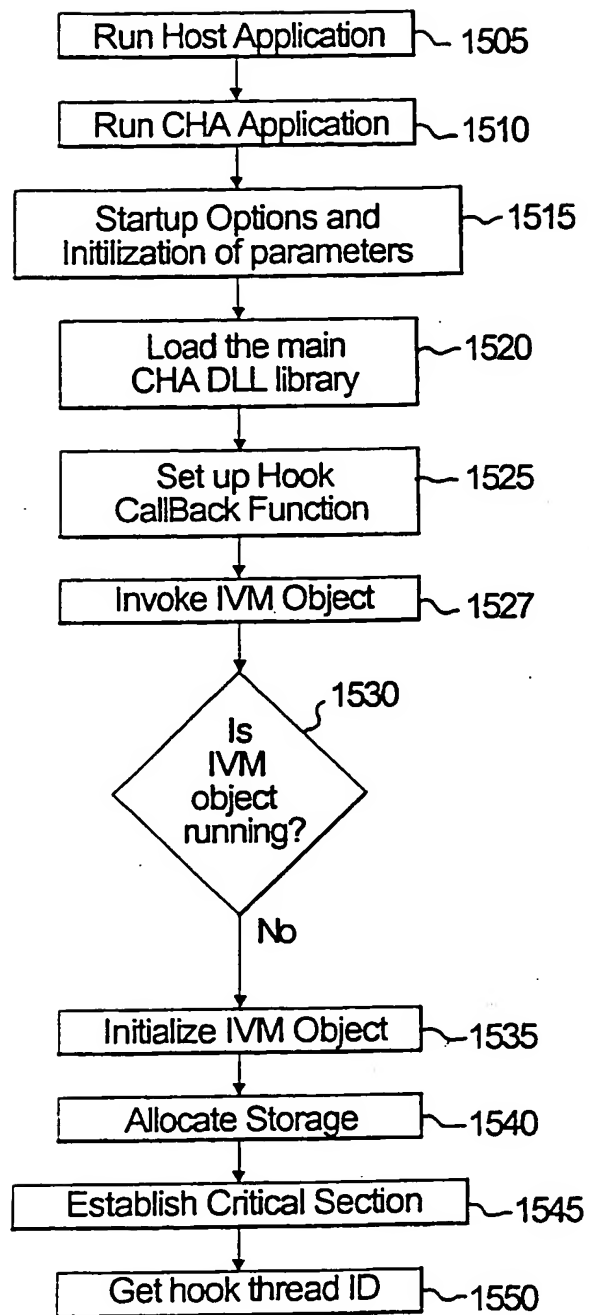 Run Host Application
1505
Run CHA Application
1510
Startup Options and
Initilization of parameters
1515
Load the main
CHA DLL library
1520
Set up Hook
CallBack Function
1525
Invoke IVM Object
1527
1530
Is
IVM
object
running?
No
Initialize IVM Object
1535
Allocate Storage
1540
Establish Critical Section
1545
Get hook thread ID
1550